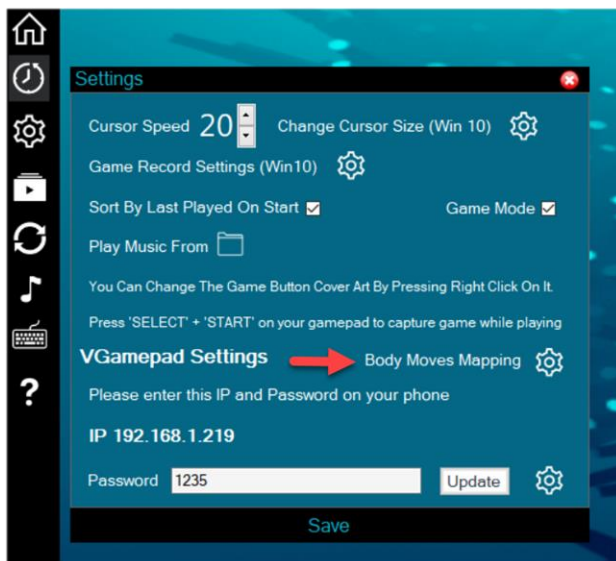 Settings
Cursor Speed 20 Change Cursor Size (Win 10)
Game Record Settings (Win10)
Sort By Last Played On Start Game Mode
Play Music From
You Can Change The Game Button Cover Art By Pressing Right Click On It.
Press 'SELECT' + 'START' on your gamepad to capture game while playing
VGamepad Settings Body Moves Mapping
Please enter this IP and Password on your phone
IP 192.168.1.219
Password 1235 Update
Save
?